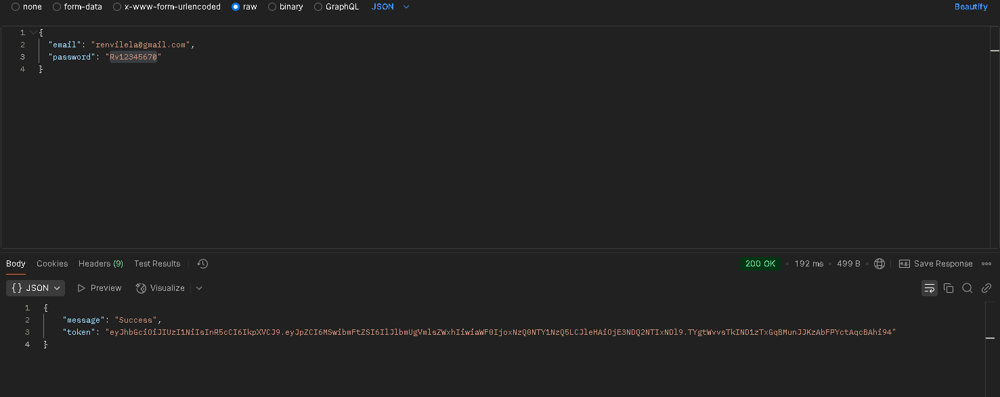 none form-data x-www-form-urlencoded raw binary GraphQL JSON Beautify
1 {
2 "email": "renvilela@gmail.com",
3 "password": "Rv1234567@"
4 }
Body Cookies Headers (9) Test Results 200 OK • 192 ms • 499 B • e.g. Save Response
{} JSON Preview Visualize
1 {
2 "message": "Success",
3 "token": "eyJhbGciOiJIUzI1NiIsInR5cCI6IkpXVCJ9.eyJpZCI6MSwibmFtZSI6IlJlbmUgVmlsZWxhIiwiaWF0IjoxNzQ0NTY1NzQ5LCJleHAiOjE3NDQ2NTIxNDl9.TYgtWvvsTkIND1zTxGqBMunJJKzAbFPYctAqcBAhi94"
4 }